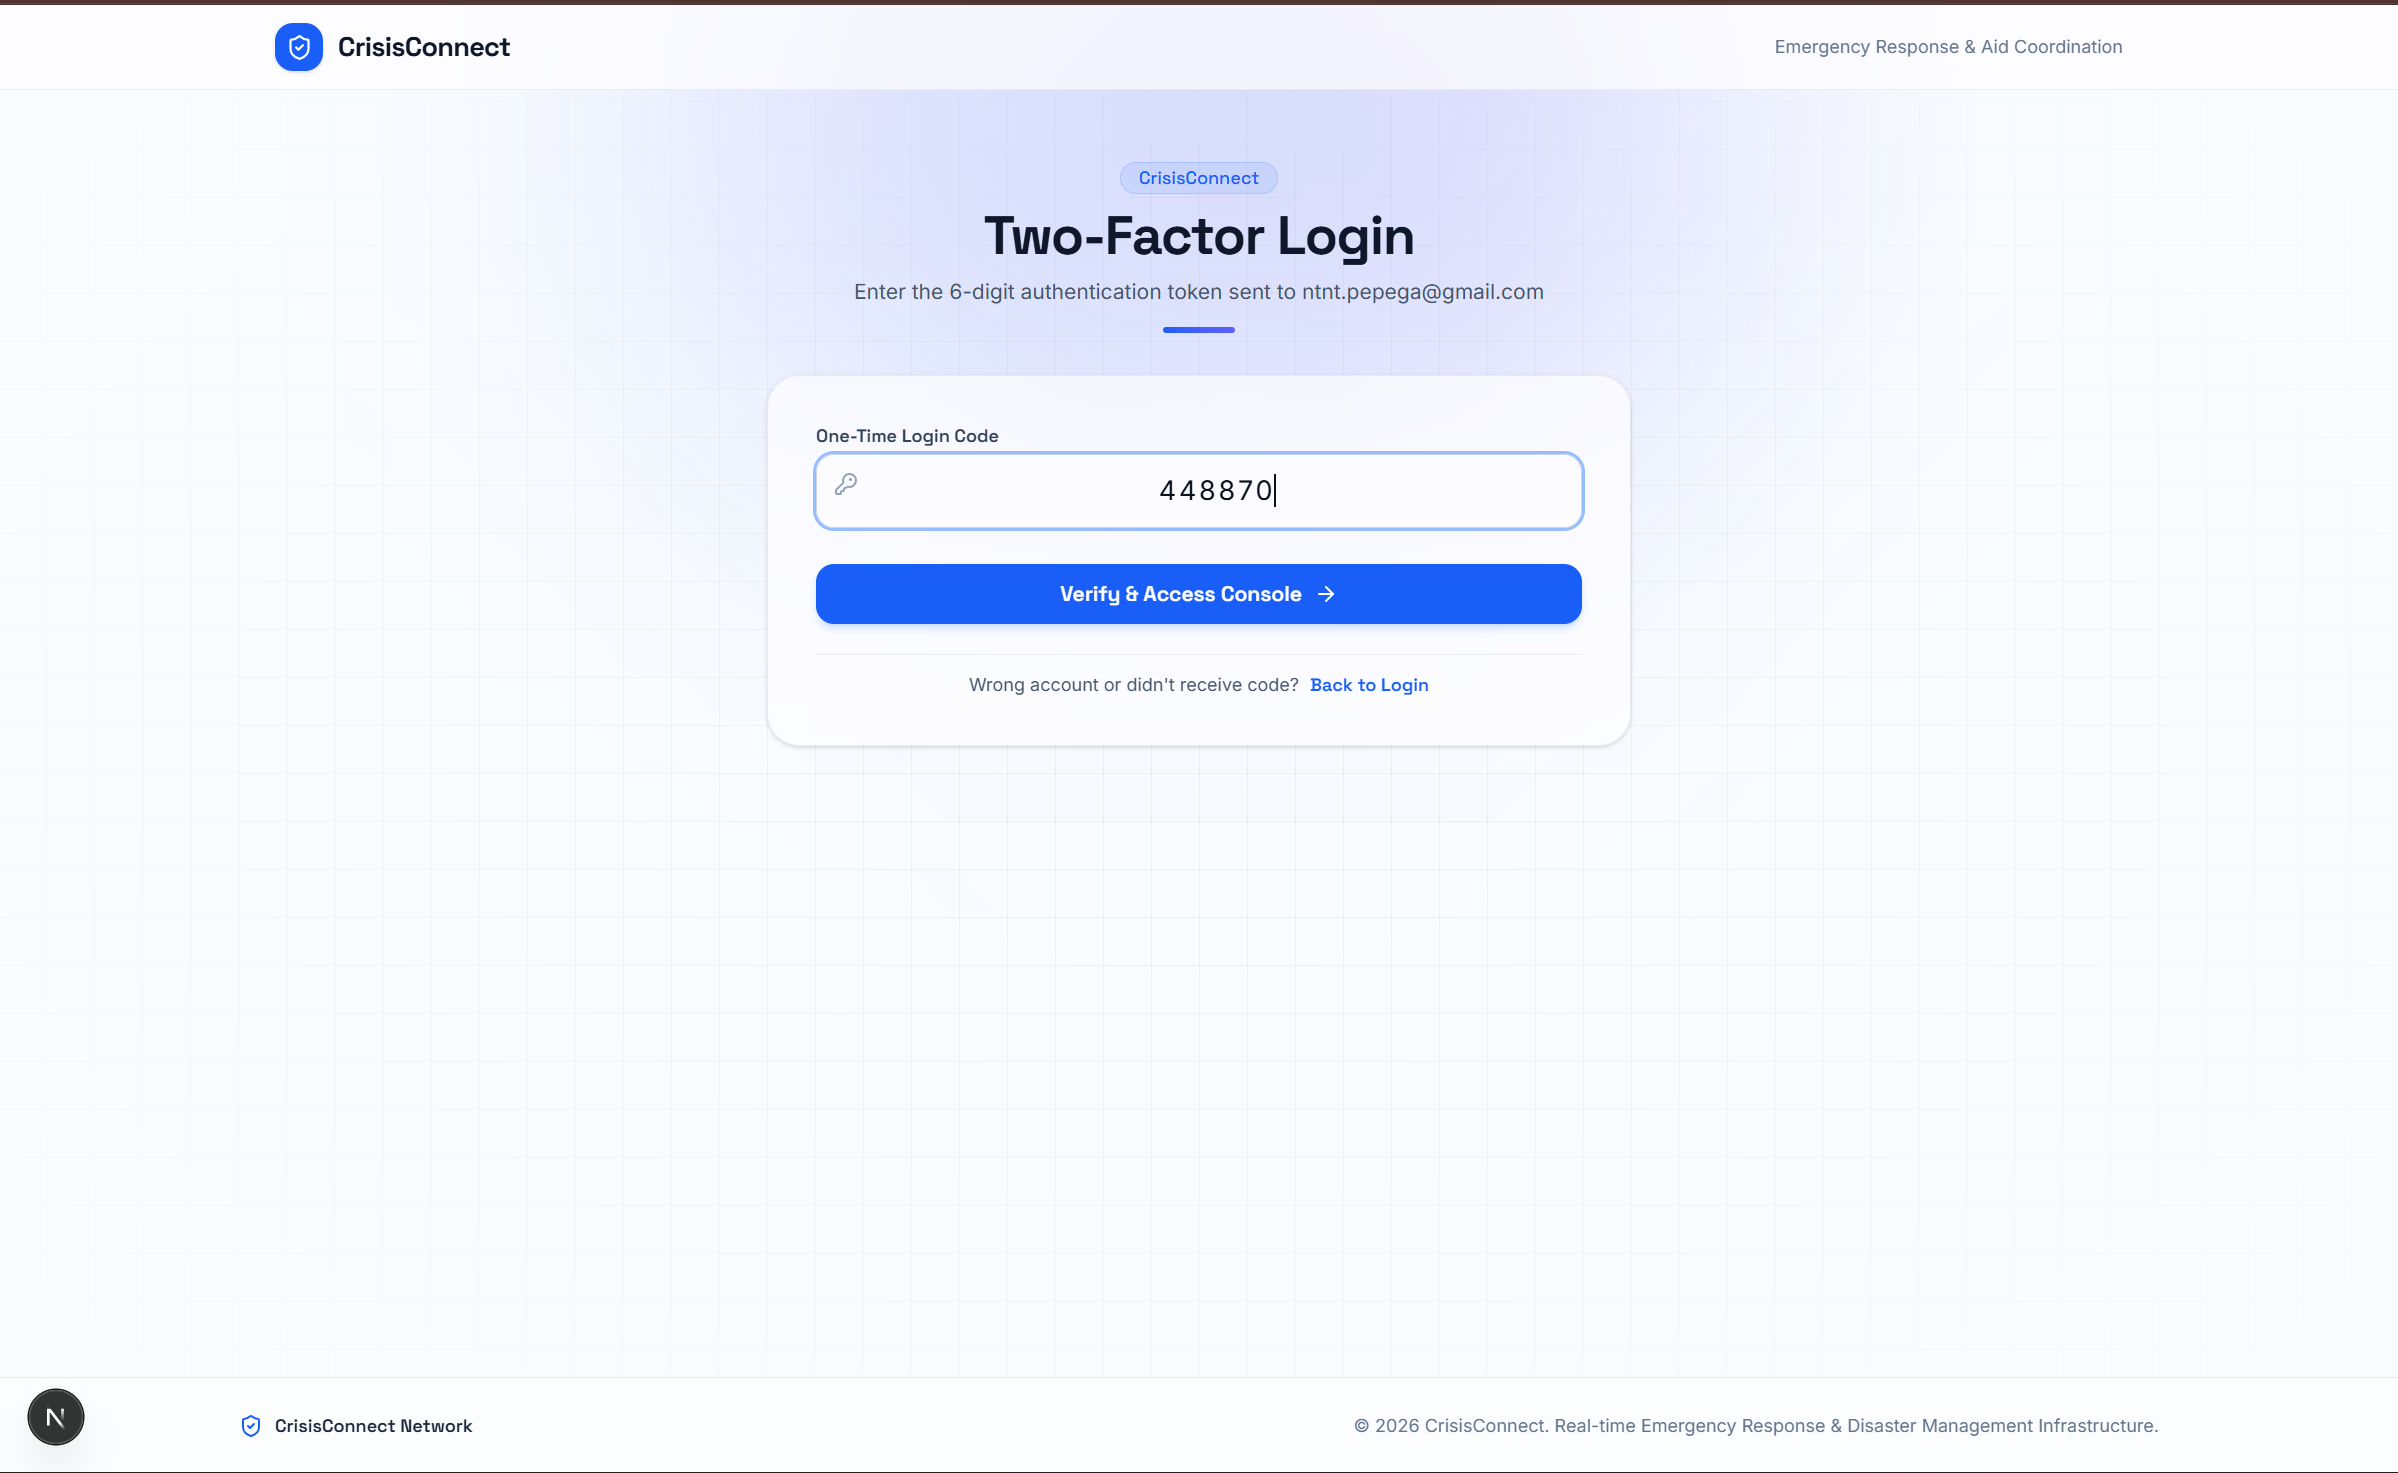 CrisisConnect
Emergency Response & Aid Coordination
CrisisConnect
Two-Factor Login
Enter the 6-digit authentication token sent to ntnt.pepega@gmail.com
One-Time Login Code
448870
Verify & Access Console
Wrong account or didn't receive code? Back to Login
N
CrisisConnect Network
© 2026 CrisisConnect. Real-time Emergency Response & Disaster Management Infrastructure.